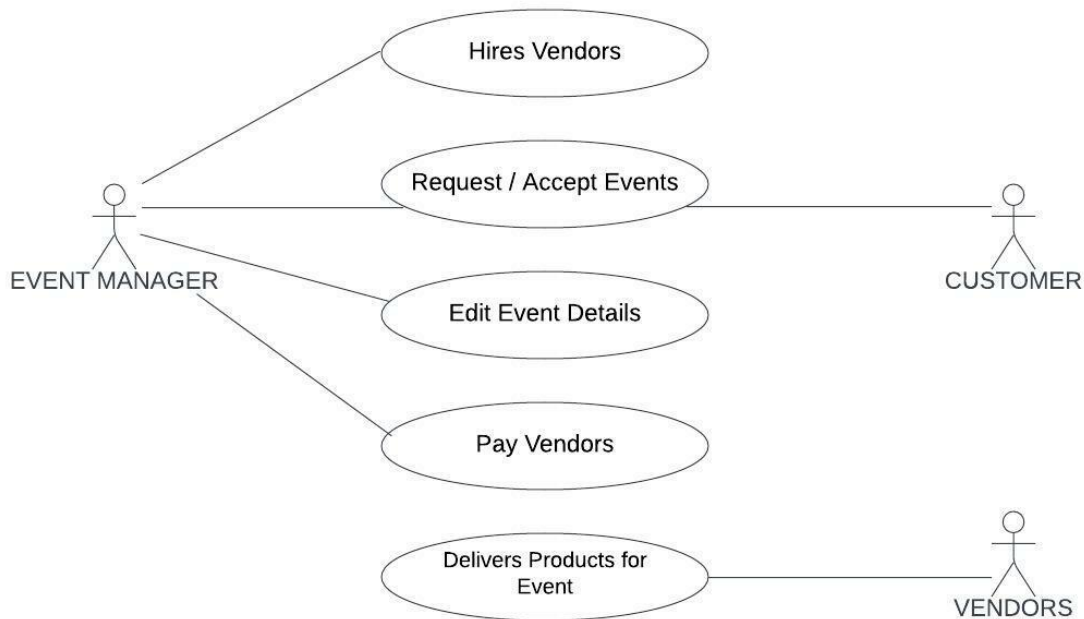 Hires Vendors
Request / Accept Events
EVENT MANAGER
CUSTOMER
Edit Event Details
Pay Vendors
Delivers Products for
Event
VENDORS